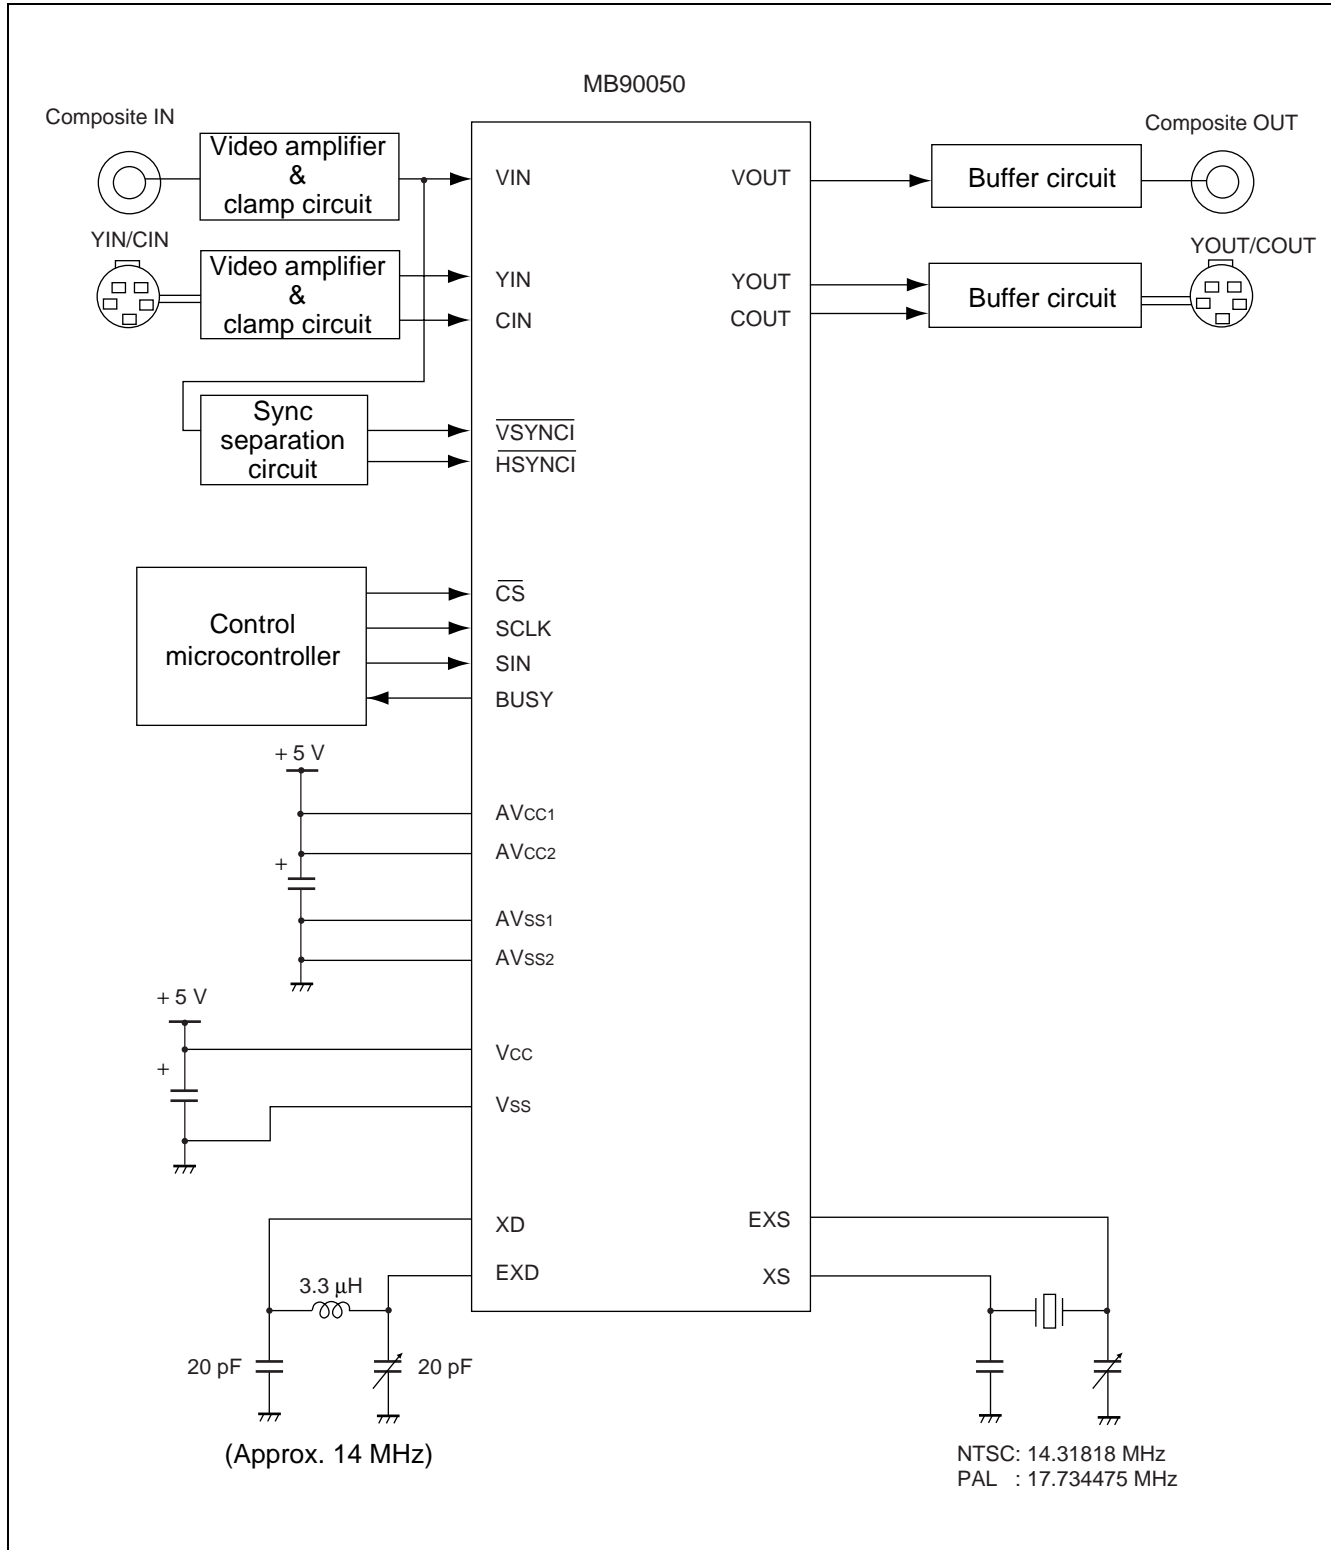 MB90050
Composite IN
Video amplifier
&
clamp circuit
VIN
VOUT
Buffer circuit
Composite OUT
YIN/CIN
Video amplifier
&
clamp circuit
YIN
CIN
YOUT
COUT
Buffer circuit
YOUT/COUT
Sync
separation
circuit
VSYNCI
HSYNCI
Control
microcontroller
CS
SCLK
SIN
BUSY
+ 5 V
AVCC1
AVCC2
+
AVSS1
AVSS2
+ 5 V
VCC
+
VSS
XD
EXD
3.3 μH
20 pF
20 pF
(Approx. 14 MHz)
EXS
XS
NTSC: 14.31818 MHz
PAL : 17.734475 MHz